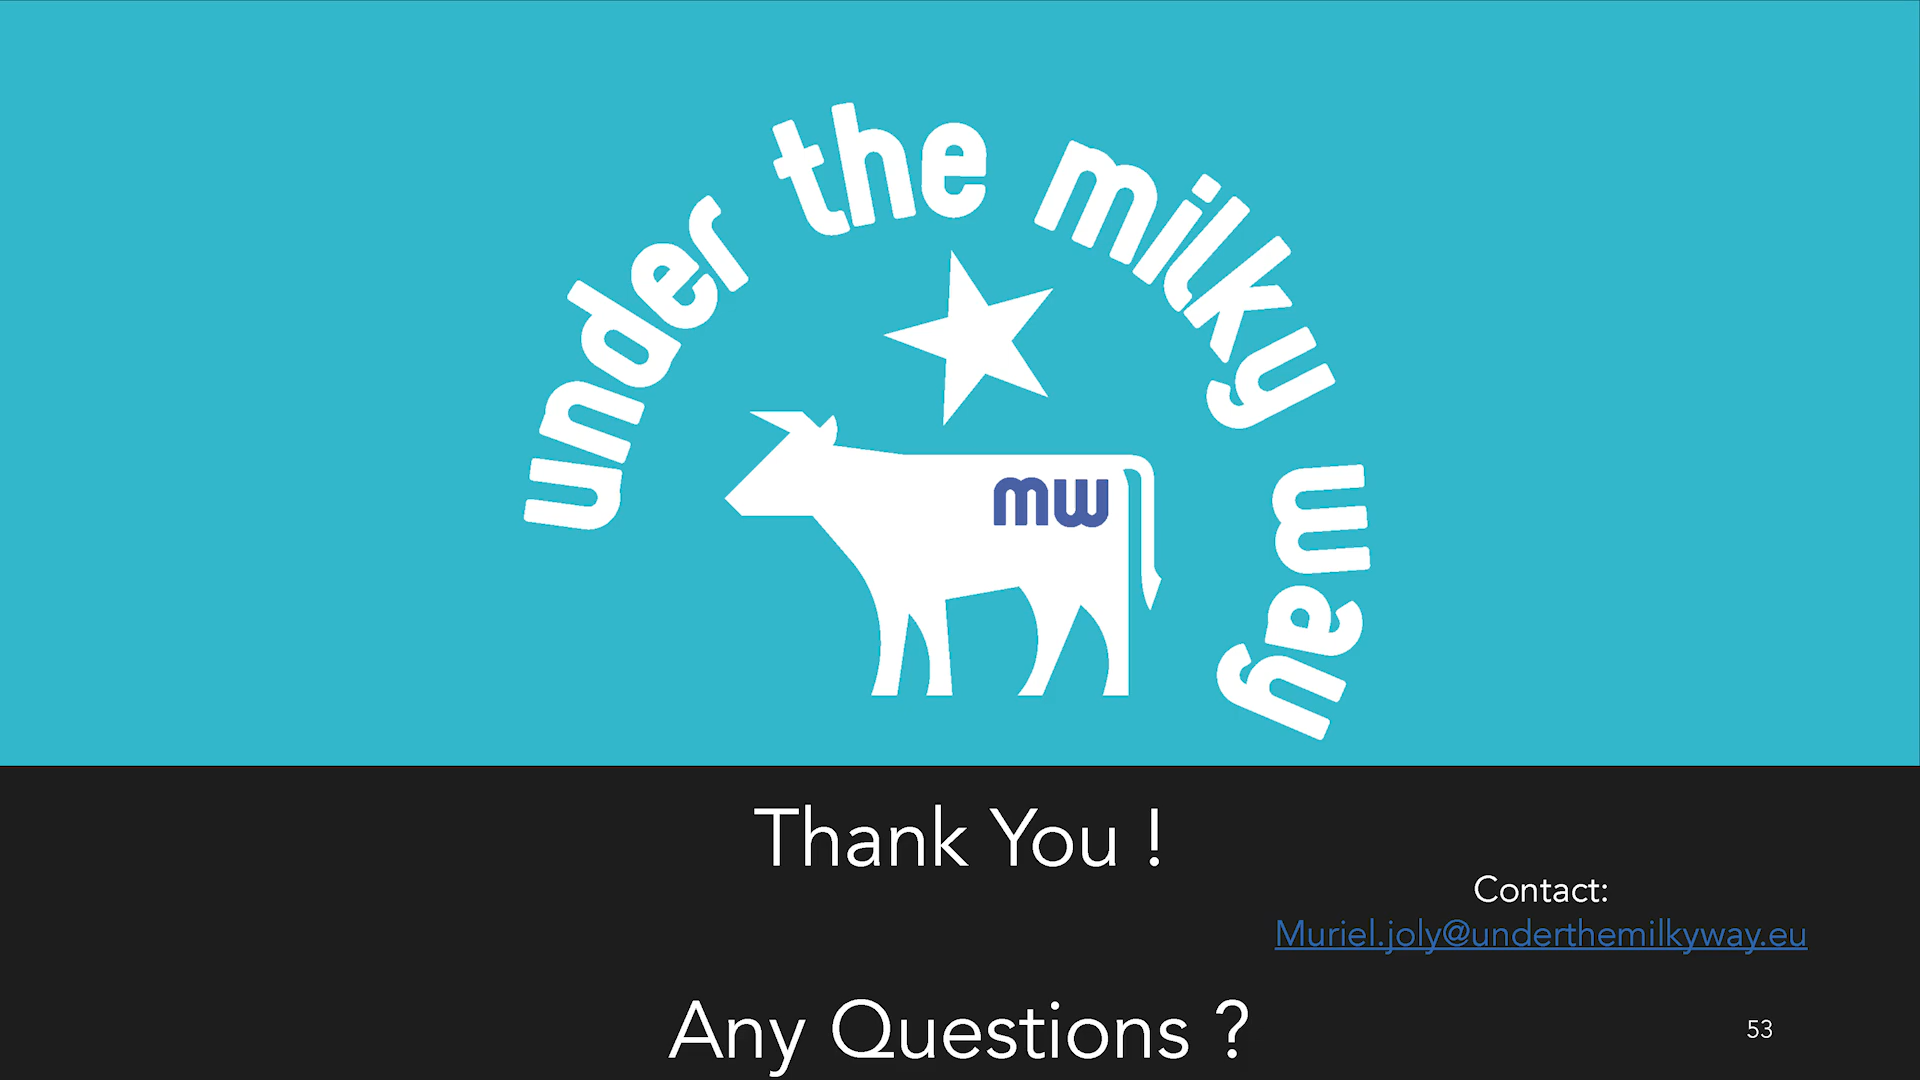 under the milky way
mw
Thank You !
Contact:
Muriel.joly@underthemilkyway.eu
Any Questions ?
53